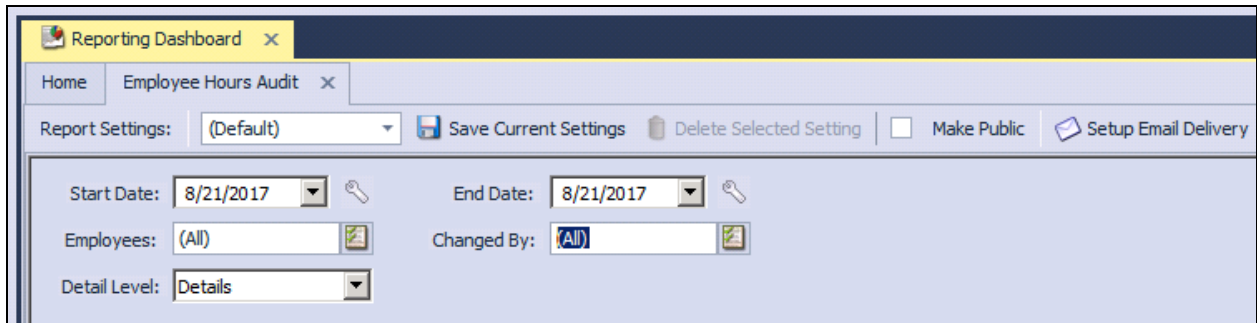 Reporting Dashboard
Home Employee Hours Audit
Report Settings: (Default) Save Current Settings Delete Selected Setting Make Public Setup Email Delivery
Start Date: 8/21/2017 End Date: 8/21/2017
Employees: (All) Changed By: (All)
Detail Level: Details